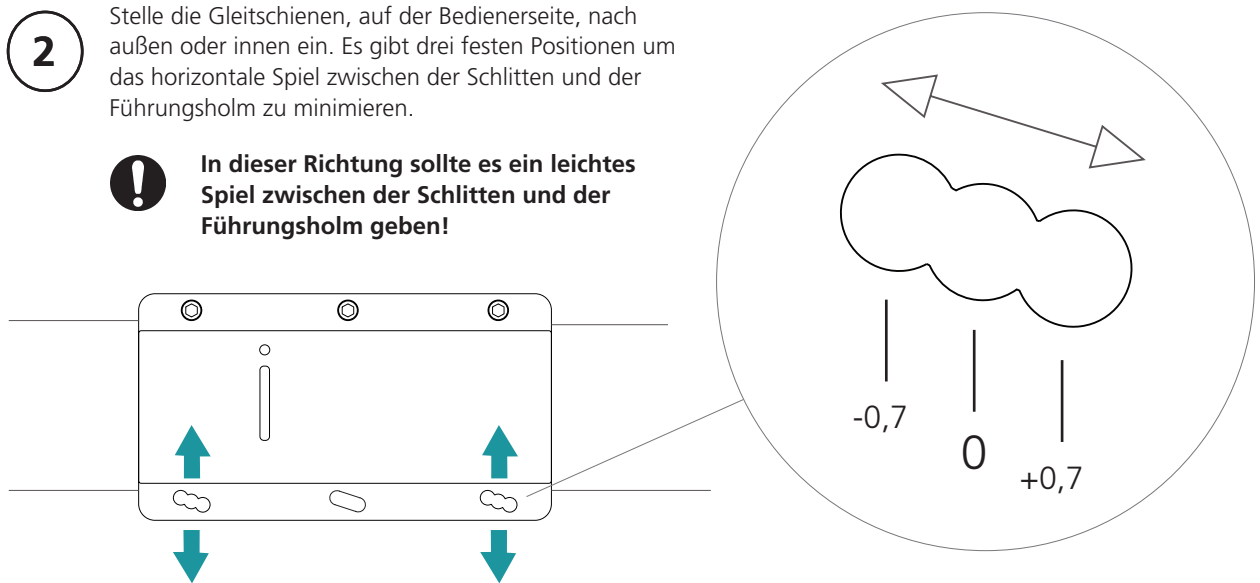 2
Stelle die Gleitschienen, auf der Bedienerseite, nach
außen oder innen ein. Es gibt drei festen Positionen um
das horizontale Spiel zwischen der Schlitten und der
Führungsholm zu minimieren.
In dieser Richtung sollte es ein leichtes
Spiel zwischen der Schlitten und der
Führungsholm geben!
-0,7
0
+0,7